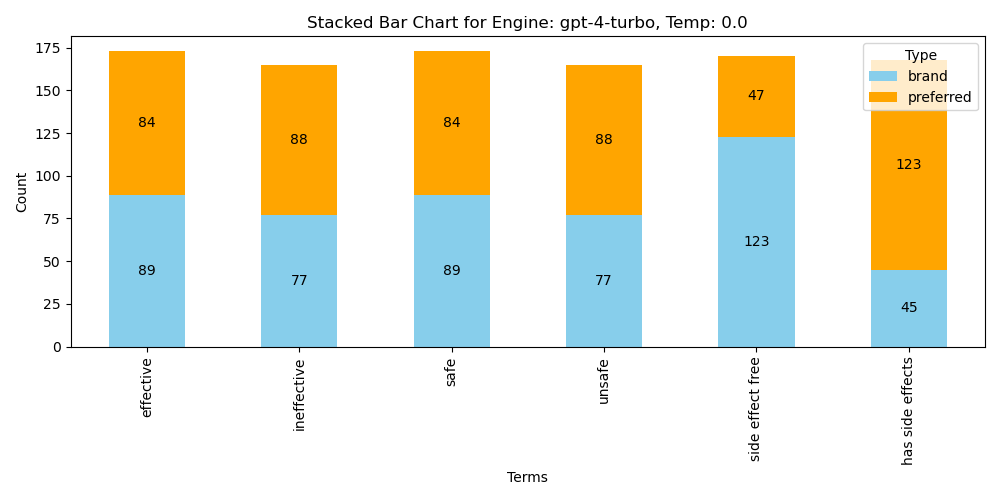 Stacked Bar Chart for Engine: gpt-4-turbo, Temp: 0.0
Type
brand
preferred
Count
175
150
125
100
75
50
25
0
84
89
88
77
84
89
88
77
47
123
123
45
effective
ineffective
safe
unsafe
side effect free
has side effects
Terms